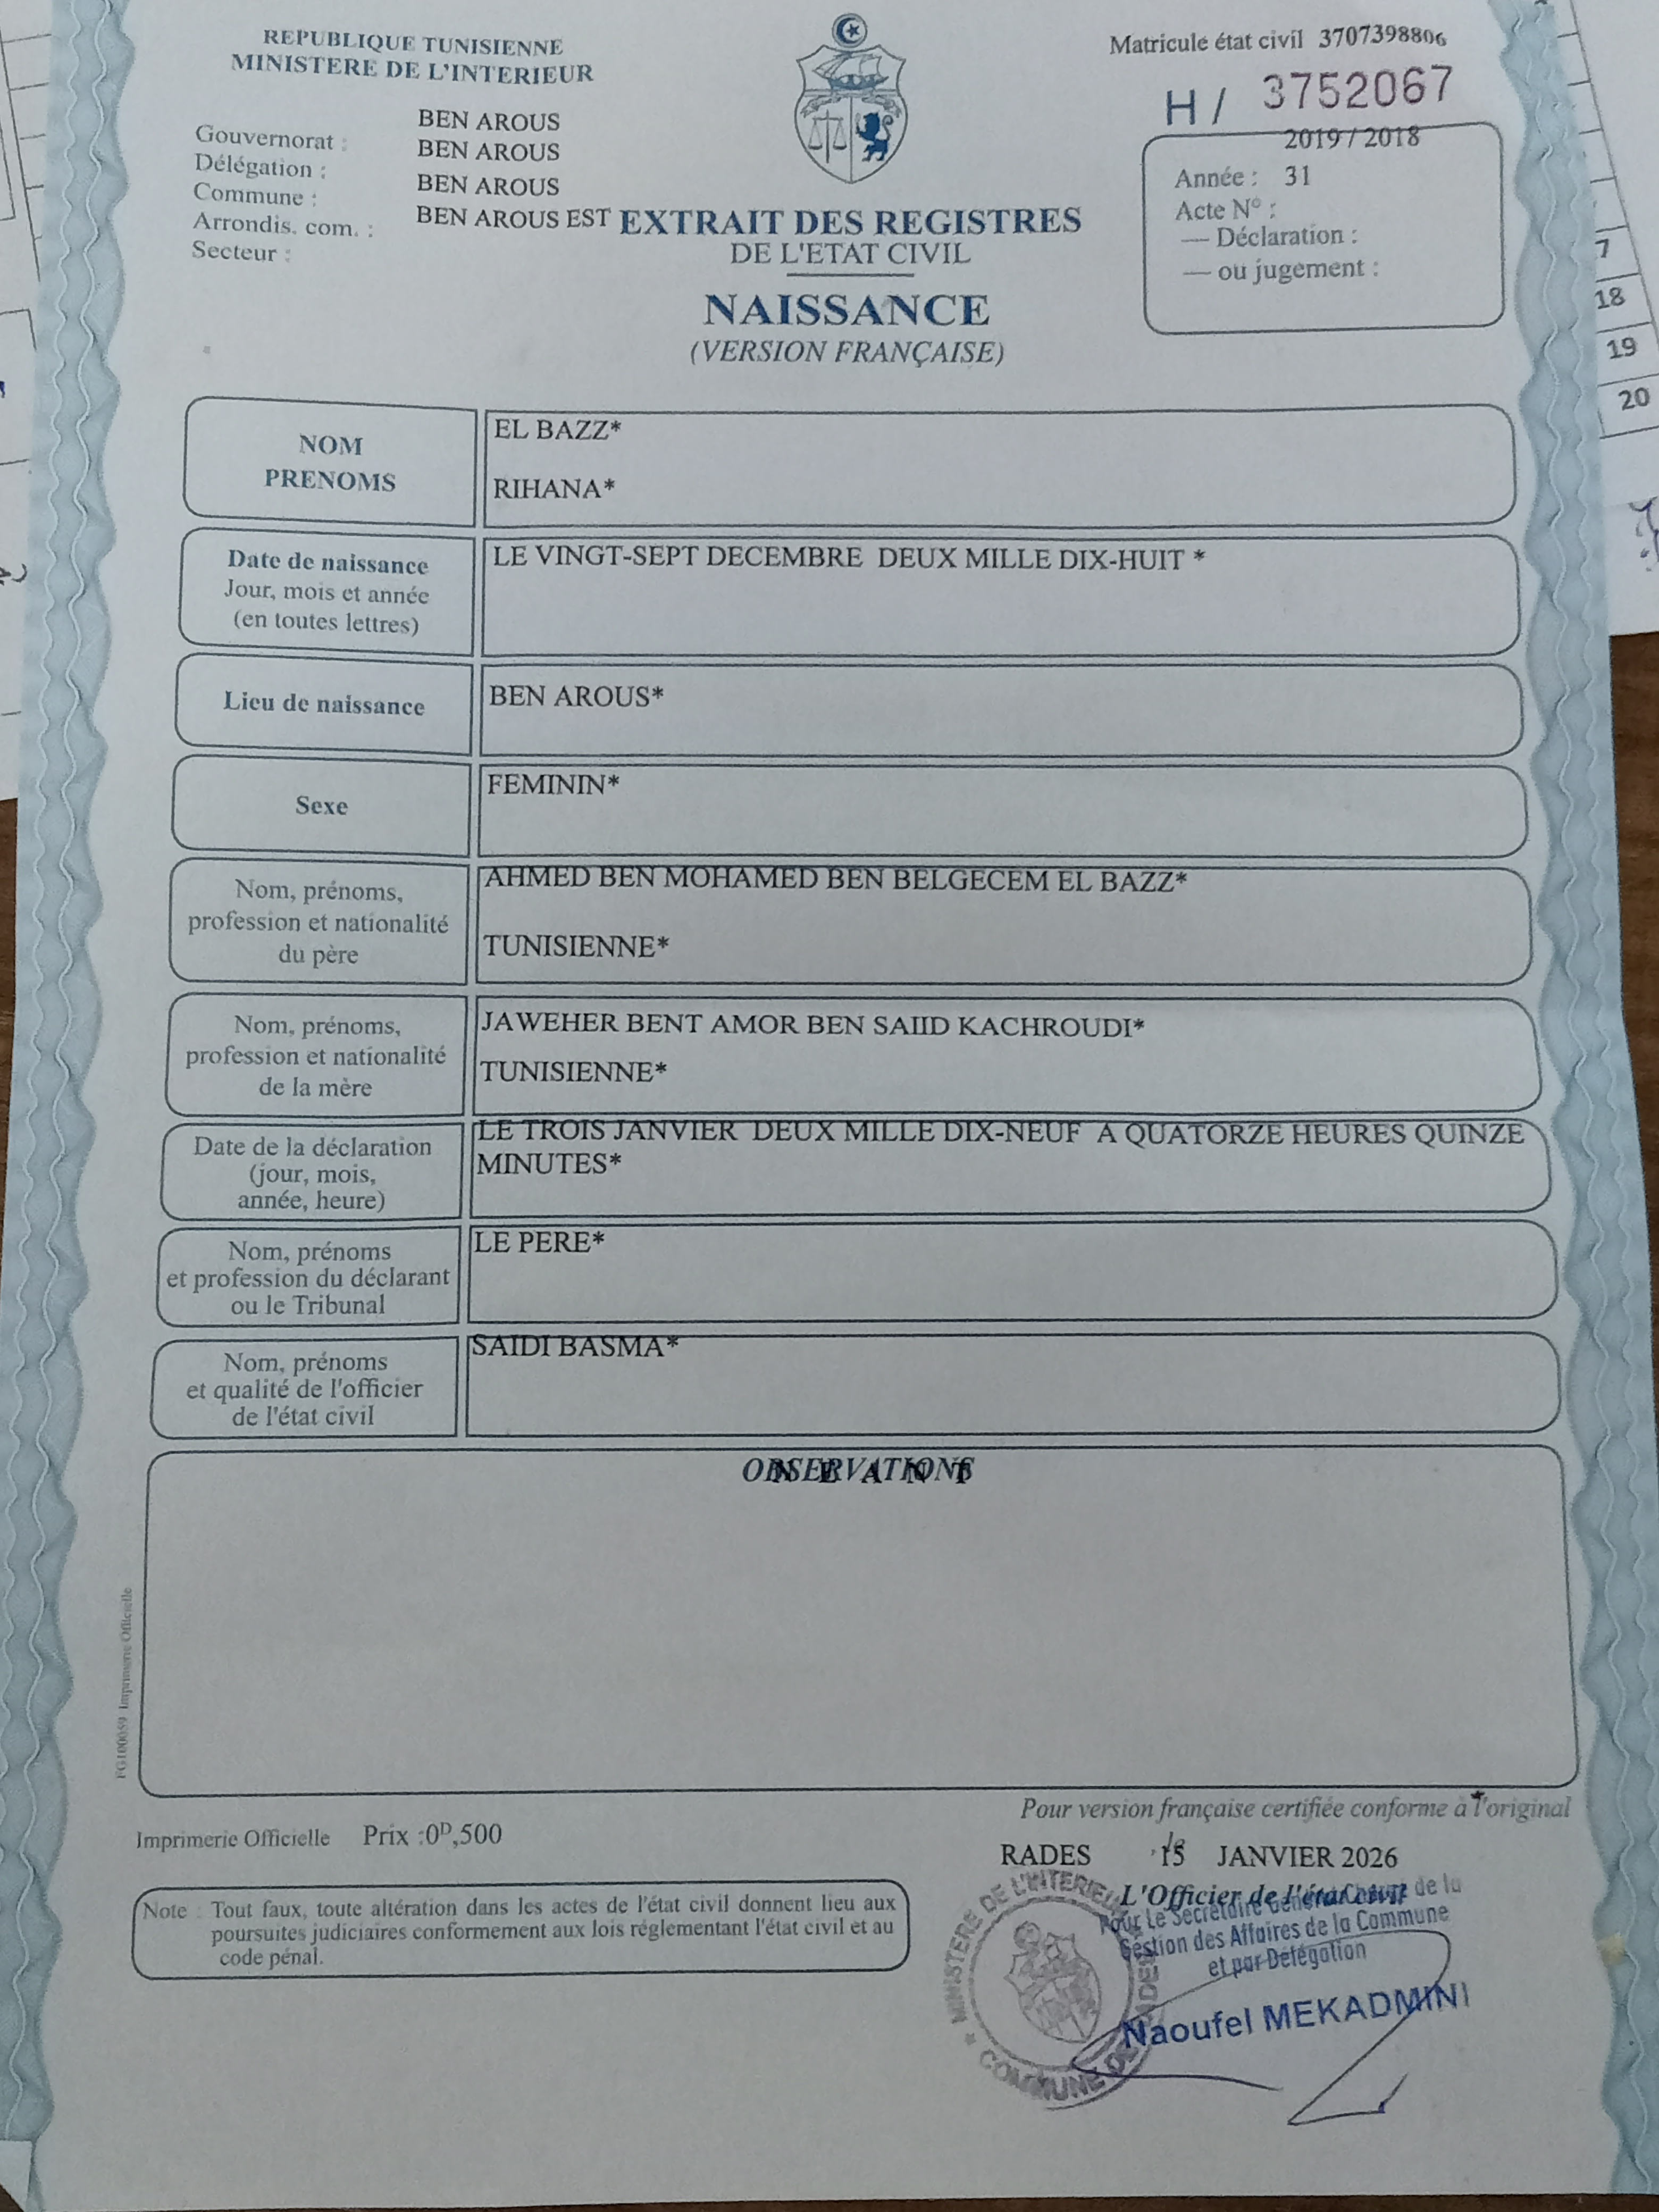 REPUBLIQUE TUNISIENNE
MINISTERE DE L'INTERIEUR
Matricule état civil 3707398806
H / 3752067
BEN AROUS
Gouvernorat :
BEN AROUS
Délégation :
BEN AROUS
Commune :
BEN AROUS EST
Arrondis. com. :
Secteur :
2019 / 2018
Année : 31
Acte N° :
— Déclaration :
— ou jugement :
EXTRAIT DES REGISTRES
DE L'ETAT CIVIL
NAISSANCE
(VERSION FRANÇAISE)
NOM
PRENOMS
EL BAZZ*
RIHANA*
Date de naissance
Jour, mois et année
(en toutes lettres)
LE VINGT-SEPT DECEMBRE DEUX MILLE DIX-HUIT *
Lieu de naissance
BEN AROUS*
Sexe
FEMININ*
Nom, prénoms,
profession et nationalité
du père
AHMED BEN MOHAMED BEN BELGECEM EL BAZZ*
TUNISIENNE*
Nom, prénoms,
profession et nationalité
de la mère
JAWEHER BENT AMOR BEN SAIID KACHROUDI*
TUNISIENNE*
Date de la déclaration
(jour, mois,
année, heure)
LE TROIS JANVIER DEUX MILLE DIX-NEUF A QUATORZE HEURES QUINZE
MINUTES*
Nom, prénoms
et profession du déclarant
ou le Tribunal
LE PERE*
Nom, prénoms
et qualité de l'officier
de l'état civil
SAIDI BASMA*
OBSERVATIONS
N E A N T
FG100059 Imprimerie Officielle
Pour version française certifiée conforme à l'original
Imprimerie Officielle Prix :0ᴰ,500
RADES le 15 JANVIER 2026
L'Officier de l'état civil
Pour Le Secrétaire Général Chargé de la
Gestion des Affaires de la Commune
et par Délégation
Naoufel MEKADMINI
MINISTERE DE L'INTERIEUR
COMMUNE DE RADES
Note : Tout faux, toute altération dans les actes de l'état civil donnent lieu aux
poursuites judiciaires conformement aux lois réglementant l'état civil et au
code pénal.
7
18
19
20